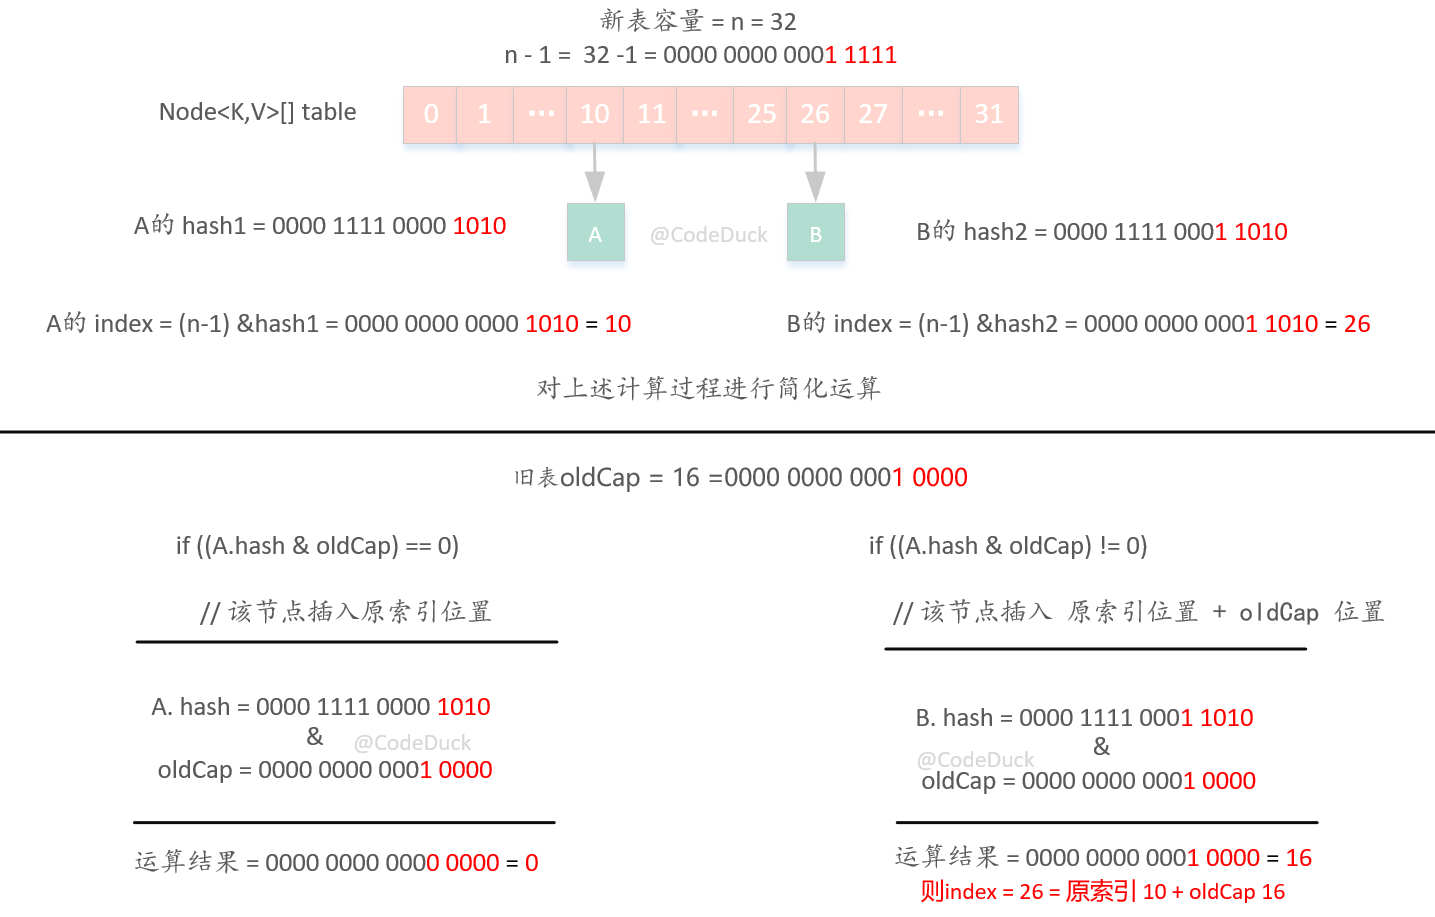 新表容量 = n = 32
n - 1 = 32 -1 = 0000 0000 0001 1111
Node<K,V>[] table
0 1 ··· 10 11 ··· 25 26 27 ··· 31
A的 hash1 = 0000 1111 0000 1010
A
@CodeDuck
B
B的 hash2 = 0000 1111 0001 1010
A的 index = (n-1) &hash1 = 0000 0000 0000 1010 = 10
B的 index = (n-1) &hash2 = 0000 0000 0001 1010 = 26
对上述计算过程进行简化运算
旧表oldCap = 16 =0000 0000 0001 0000
if ((A.hash & oldCap) == 0)
// 该节点插入原索引位置
A. hash = 0000 1111 0000 1010
&
@CodeDuck
oldCap = 0000 0000 0001 0000
运算结果 = 0000 0000 0000 0000 = 0
if ((A.hash & oldCap) != 0)
// 该节点插入 原索引位置 + oldCap 位置
B. hash = 0000 1111 0001 1010
&
@CodeDuck
oldCap = 0000 0000 0001 0000
运算结果 = 0000 0000 0001 0000 = 16
则index = 26 = 原索引 10 + oldCap 16